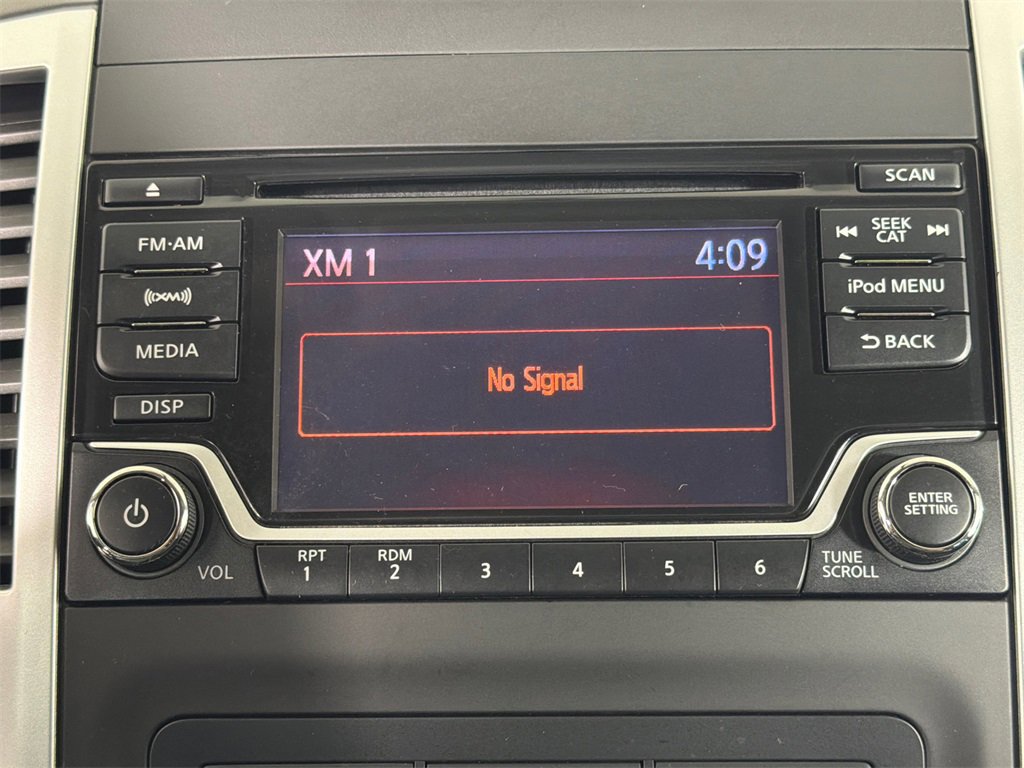 SCAN
FM·AM
XM 1
4:09
SEEK
CAT
((XM))
iPod MENU
MEDIA
No Signal
BACK
DISP
ENTER
SETTING
VOL
RPT
1
RDM
2
3
4
5
6
TUNE
SCROLL